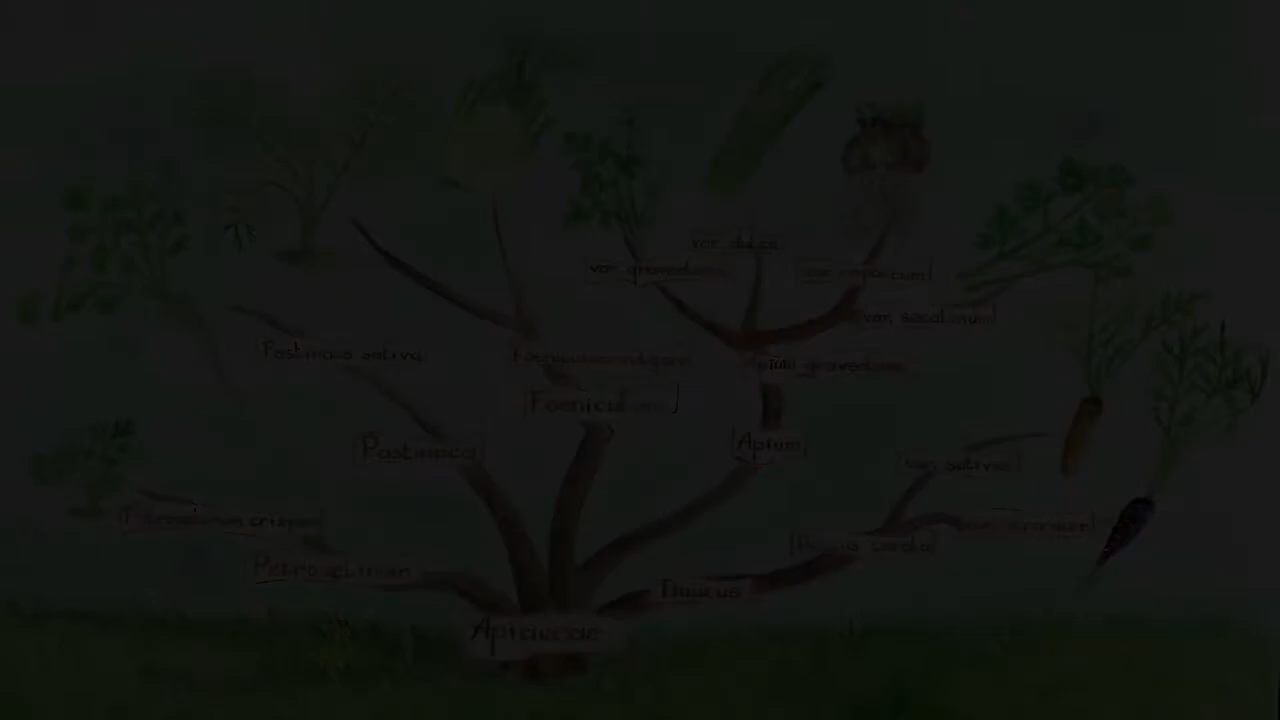 var. dulce
var. graveolens
var. rapaceum
var. secalinum
Pastinaca sativa
Foeniculum vulgare
Apium graveolens
Foeniculum
Pastinaca
Apium
var. sativus
Petroselinum crispum
Daucus carota
Petroselinum
Daucus
Apiaceae